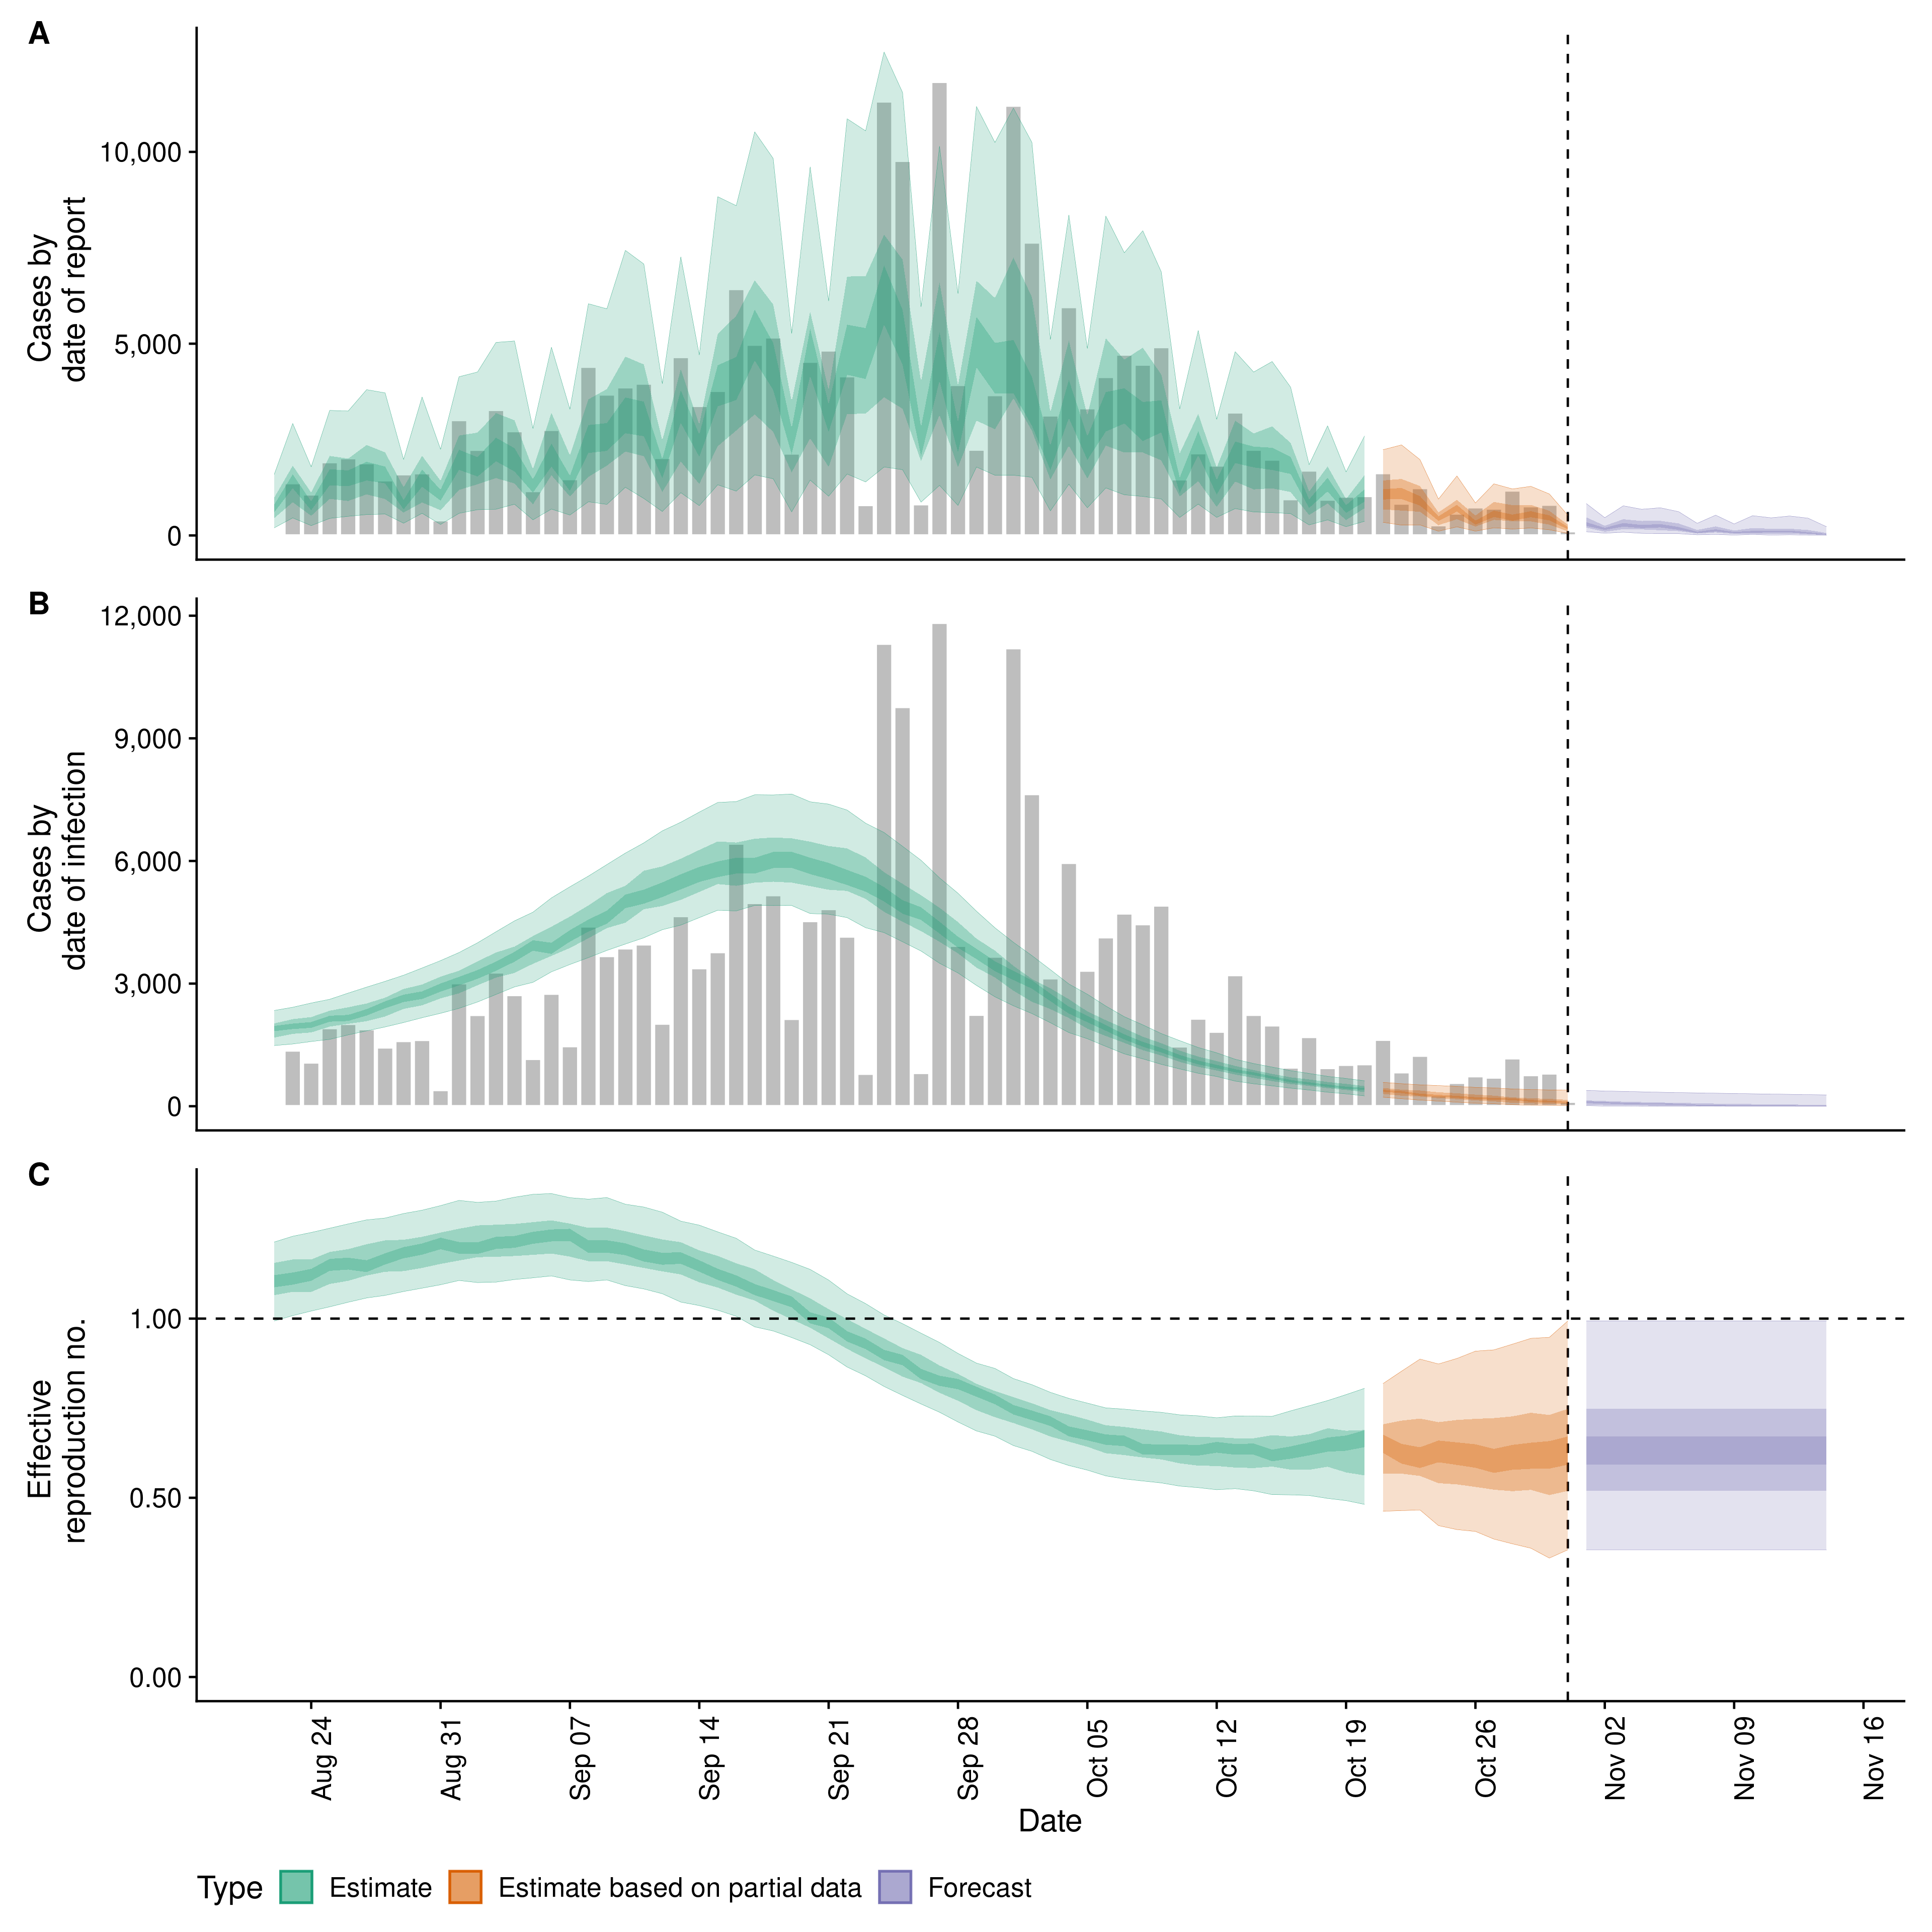 A
Cases by
date of report
10,000
5,000
0
B
Cases by
date of infection
12,000
9,000
6,000
3,000
0
C
Effective
reproduction no.
1.00
0.50
0.00
Aug 24
Aug 31
Sep 07
Sep 14
Sep 21
Sep 28
Oct 05
Oct 12
Oct 19
Oct 26
Nov 02
Nov 09
Nov 16
Date
Type Estimate Estimate based on partial data Forecast